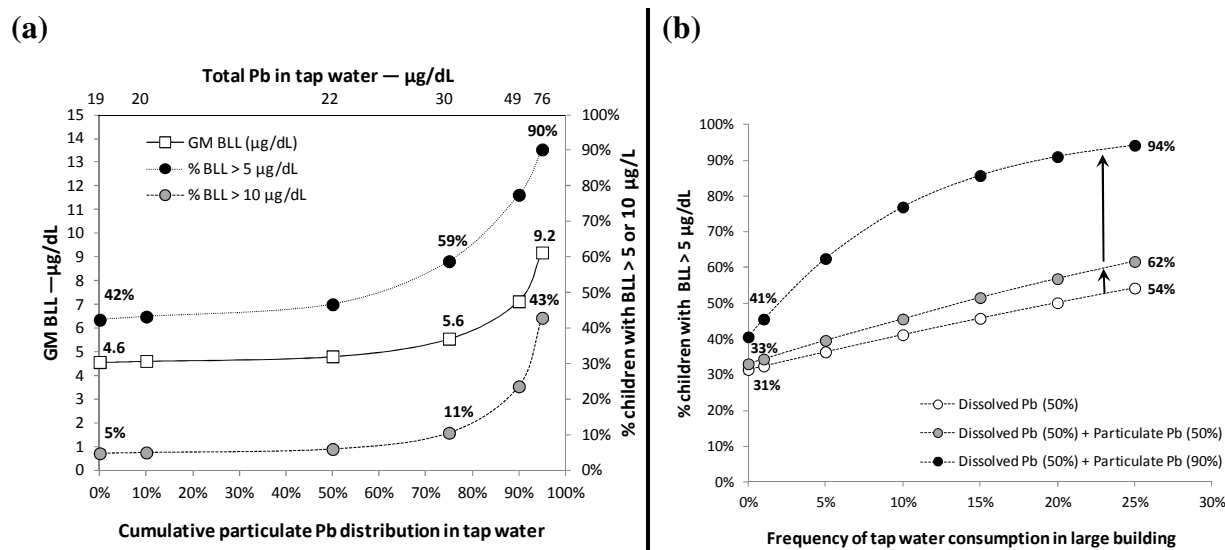 (a)
Total Pb in tap water — µg/dL
19 20 22 30 49 76
15 100%
14
13 90%
12 80%
11
10 70%
9 60%
8
7 50%
6 40%
5
4 30%
3 20%
2
1 10%
0 0%
GM BLL —µg/dL
% children with BLL > 5 or 10 µg/L
GM BLL (µg/dL)
% BLL > 5 µg/dL
% BLL > 10 µg/dL
90%
59%
9.2
42%
43%
4.6
5.6
5%
11%
0% 10% 20% 30% 40% 50% 60% 70% 80% 90% 100%
Cumulative particulate Pb distribution in tap water
(b)
100%
90%
80%
70%
60%
50%
40%
30%
20%
10%
0%
% children with BLL > 5 µg/dL
94%
62%
54%
41%
33%
31%
Dissolved Pb (50%)
Dissolved Pb (50%) + Particulate Pb (50%)
Dissolved Pb (50%) + Particulate Pb (90%)
0% 5% 10% 15% 20% 25% 30%
Frequency of tap water consumption in large building